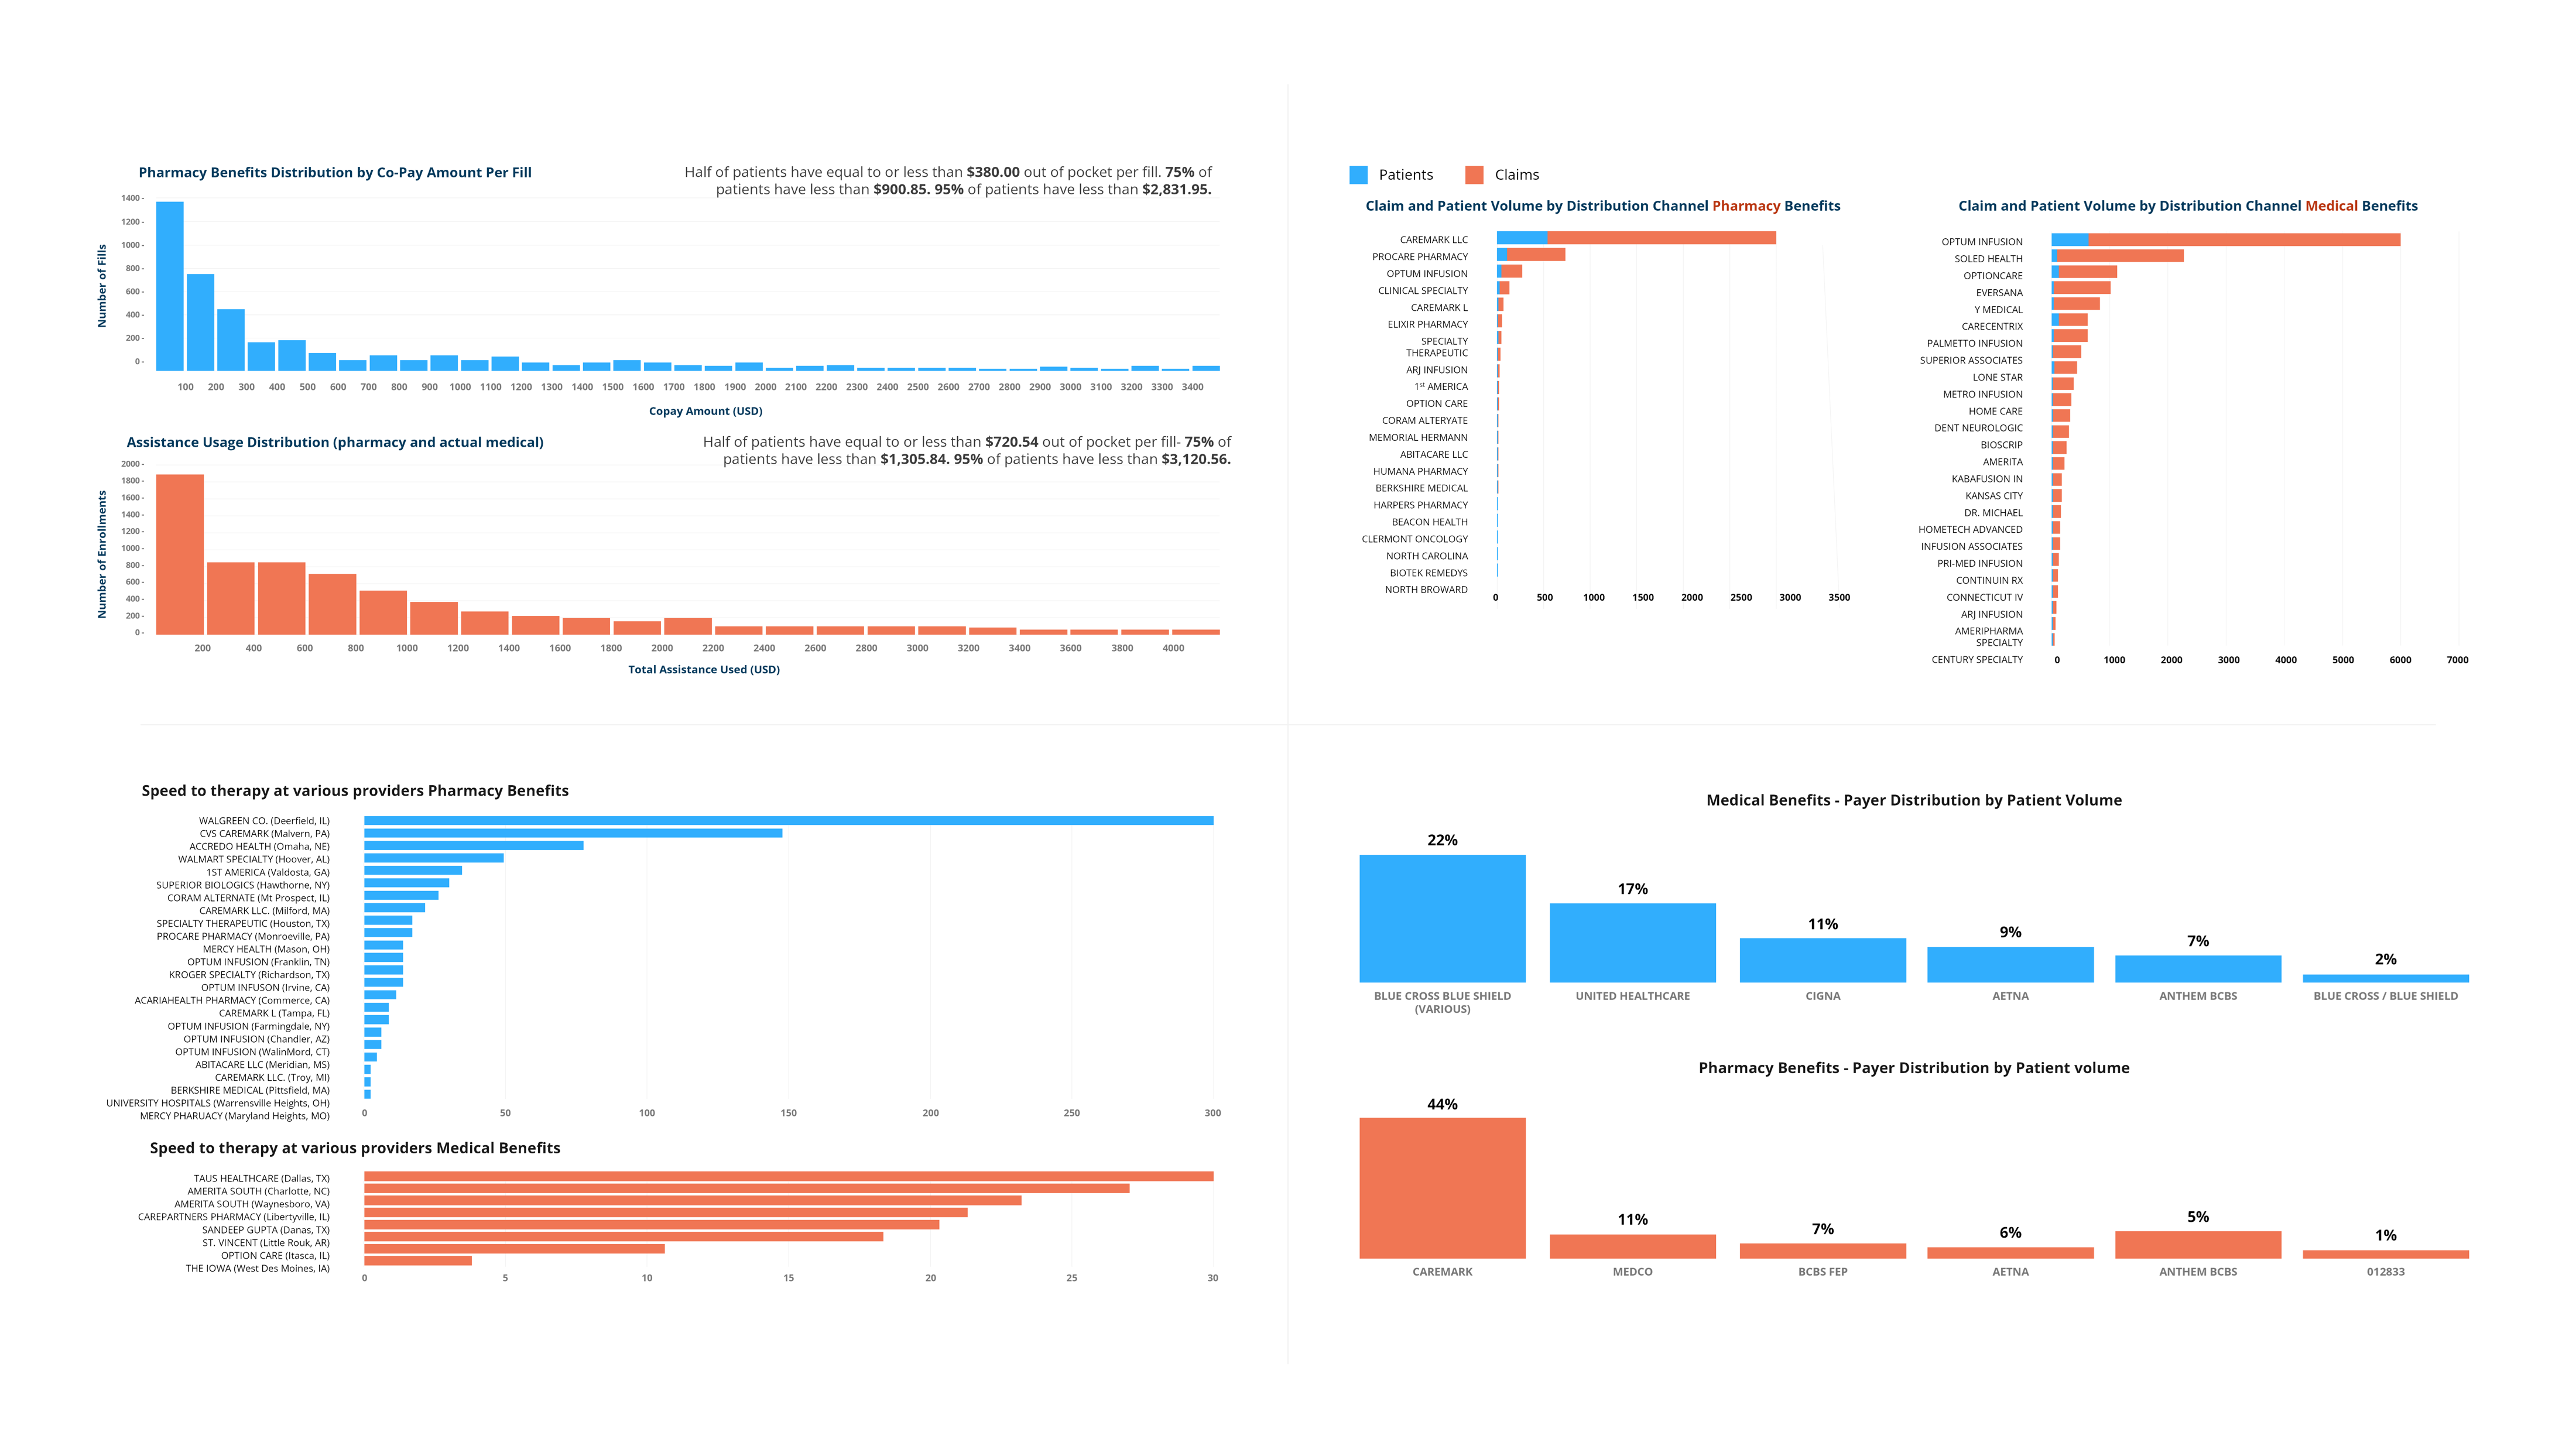 Pharmacy Benefits Distribution by Co-Pay Amount Per Fill
Half of patients have equal to or less than $380.00 out of pocket per fill. 75% of
patients have less than $900.85. 95% of patients have less than $2,831.95.
Number of Fills
1400 -
1200 -
1000 -
800 -
600 -
400 -
200 -
0 -
100 200 300 400 500 600 700 800 900 1000 1100 1200 1300 1400 1500 1600 1700 1800 1900 2000 2100 2200 2300 2400 2500 2600 2700 2800 2900 3000 3100 3200 3300 3400
Copay Amount (USD)
Assistance Usage Distribution (pharmacy and actual medical)
Half of patients have equal to or less than $720.54 out of pocket per fill- 75% of
patients have less than $1,305.84. 95% of patients have less than $3,120.56.
Number of Enrollments
2000 -
1800 -
1600 -
1400 -
1200 -
1000 -
800 -
600 -
400 -
200 -
0 -
200 400 600 800 1000 1200 1400 1600 1800 2000 2200 2400 2600 2800 3000 3200 3400 3600 3800 4000
Total Assistance Used (USD)
Patients Claims
Claim and Patient Volume by Distribution Channel Pharmacy Benefits
CAREMARK LLC
PROCARE PHARMACY
OPTUM INFUSION
CLINICAL SPECIALTY
CAREMARK L
ELIXIR PHARMACY
SPECIALTY
THERAPEUTIC
ARJ INFUSION
1st AMERICA
OPTION CARE
CORAM ALTERYATE
MEMORIAL HERMANN
ABITACARE LLC
HUMANA PHARMACY
BERKSHIRE MEDICAL
HARPERS PHARMACY
BEACON HEALTH
CLERMONT ONCOLOGY
NORTH CAROLINA
BIOTEK REMEDYS
NORTH BROWARD
0 500 1000 1500 2000 2500 3000 3500
Claim and Patient Volume by Distribution Channel Medical Benefits
OPTUM INFUSION
SOLED HEALTH
OPTIONCARE
EVERSANA
Y MEDICAL
CARECENTRIX
PALMETTO INFUSION
SUPERIOR ASSOCIATES
LONE STAR
METRO INFUSION
HOME CARE
DENT NEUROLOGIC
BIOSCRIP
AMERITA
KABAFUSION IN
KANSAS CITY
DR. MICHAEL
HOMETECH ADVANCED
INFUSION ASSOCIATES
PRI-MED INFUSION
CONTINUIN RX
CONNECTICUT IV
ARJ INFUSION
AMERIPHARMA
SPECIALTY
CENTURY SPECIALTY
0 1000 2000 3000 4000 5000 6000 7000
Speed to therapy at various providers Pharmacy Benefits
WALGREEN CO. (Deerfield, IL)
CVS CAREMARK (Malvern, PA)
ACCREDO HEALTH (Omaha, NE)
WALMART SPECIALTY (Hoover, AL)
1ST AMERICA (Valdosta, GA)
SUPERIOR BIOLOGICS (Hawthorne, NY)
CORAM ALTERNATE (Mt Prospect, IL)
CAREMARK LLC. (Milford, MA)
SPECIALTY THERAPEUTIC (Houston, TX)
PROCARE PHARMACY (Monroeville, PA)
MERCY HEALTH (Mason, OH)
OPTUM INFUSION (Franklin, TN)
KROGER SPECIALTY (Richardson, TX)
OPTUM INFUSON (Irvine, CA)
ACARIAHEALTH PHARMACY (Commerce, CA)
CAREMARK L (Tampa, FL)
OPTUM INFUSION (Farmingdale, NY)
OPTUM INFUSION (Chandler, AZ)
OPTUM INFUSION (WalinMord, CT)
ABITACARE LLC (Meridian, MS)
CAREMARK LLC. (Troy, MI)
BERKSHIRE MEDICAL (Pittsfield, MA)
UNIVERSITY HOSPITALS (Warrensville Heights, OH)
MERCY PHARUACY (Maryland Heights, MO)
0 50 100 150 200 250 300
Speed to therapy at various providers Medical Benefits
TAUS HEALTHCARE (Dallas, TX)
AMERITA SOUTH (Charlotte, NC)
AMERITA SOUTH (Waynesboro, VA)
CAREPARTNERS PHARMACY (Libertyville, IL)
SANDEEP GUPTA (Danas, TX)
ST. VINCENT (Little Rouk, AR)
OPTION CARE (Itasca, IL)
THE IOWA (West Des Moines, IA)
0 5 10 15 20 25 30
Medical Benefits - Payer Distribution by Patient Volume
22% 17% 11% 9% 7% 2%
BLUE CROSS BLUE SHIELD UNITED HEALTHCARE CIGNA AETNA ANTHEM BCBS BLUE CROSS / BLUE SHIELD
(VARIOUS)
Pharmacy Benefits - Payer Distribution by Patient volume
44% 11% 7% 6% 5% 1%
CAREMARK MEDCO BCBS FEP AETNA ANTHEM BCBS 012833